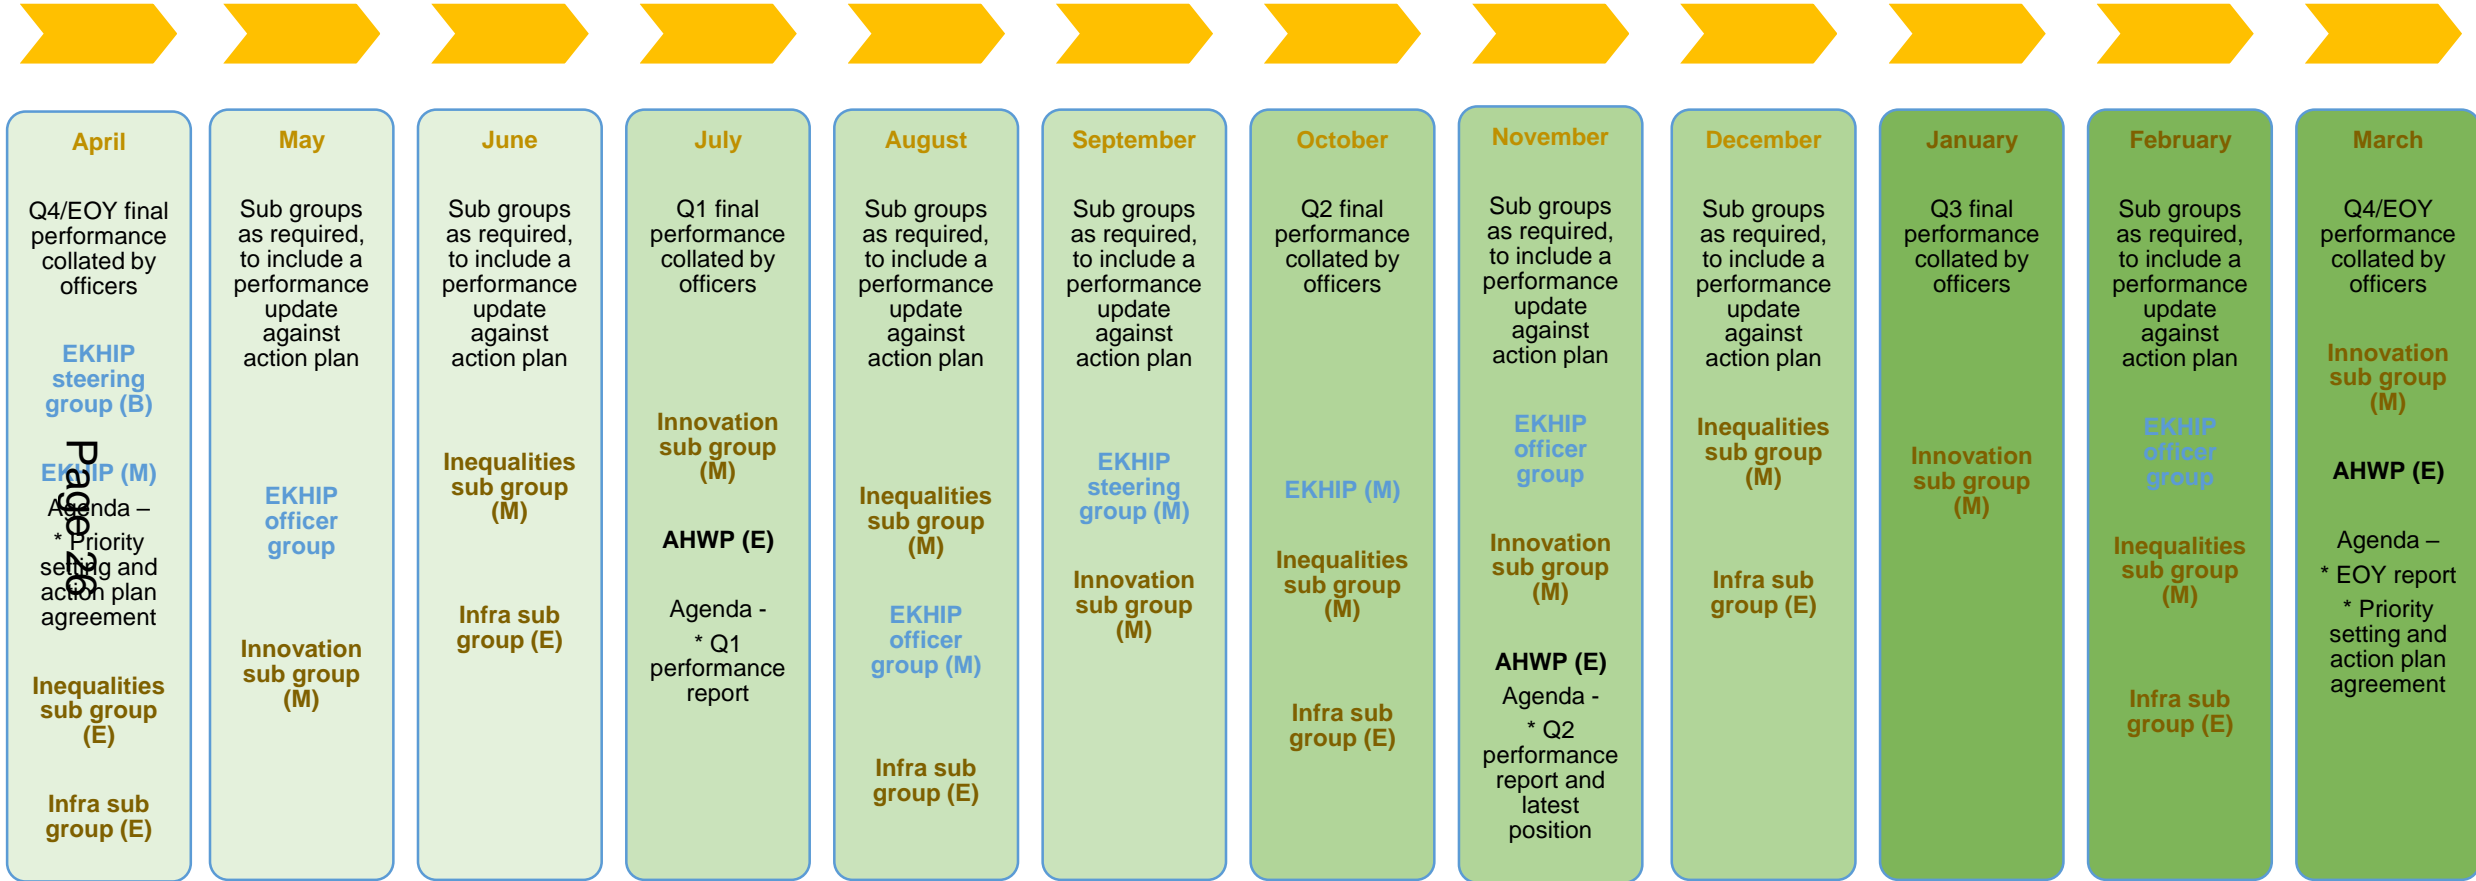 April
Q4/EOY final
performance
collated by
officers
EKHIP
steering
group (B)
EKHIP (M)
Agenda –
* Priority
setting and
action plan
agreement
Inequalities
sub group
(E)
Infra sub
group (E)
Page 26
May
Sub groups
as required,
to include a
performance
update
against
action plan
EKHIP
officer
group
Innovation
sub group
(M)
June
Sub groups
as required,
to include a
performance
update
against
action plan
Inequalities
sub group
(M)
Infra sub
group (E)
July
Q1 final
performance
collated by
officers
Innovation
sub group
(M)
AHWP (E)
Agenda -
* Q1
performance
report
August
Sub groups
as required,
to include a
performance
update
against
action plan
Inequalities
sub group
(M)
EKHIP
officer
group (M)
Infra sub
group (E)
September
Sub groups
as required,
to include a
performance
update
against
action plan
EKHIP
steering
group (M)
Innovation
sub group
(M)
October
Q2 final
performance
collated by
officers
EKHIP (M)
Inequalities
sub group
(M)
Infra sub
group (E)
November
Sub groups
as required,
to include a
performance
update
against
action plan
EKHIP
officer
group
Innovation
sub group
(M)
AHWP (E)
Agenda -
* Q2
performance
report and
latest
position
December
Sub groups
as required,
to include a
performance
update
against
action plan
Inequalities
sub group
(M)
Infra sub
group (E)
January
Q3 final
performance
collated by
officers
Innovation
sub group
(M)
February
Sub groups
as required,
to include a
performance
update
against
action plan
EKHIP
officer
group
Inequalities
sub group
(M)
Infra sub
group (E)
March
Q4/EOY
performance
collated by
officers
Innovation
sub group
(M)
AHWP (E)
Agenda –
* EOY report
* Priority
setting and
action plan
agreement